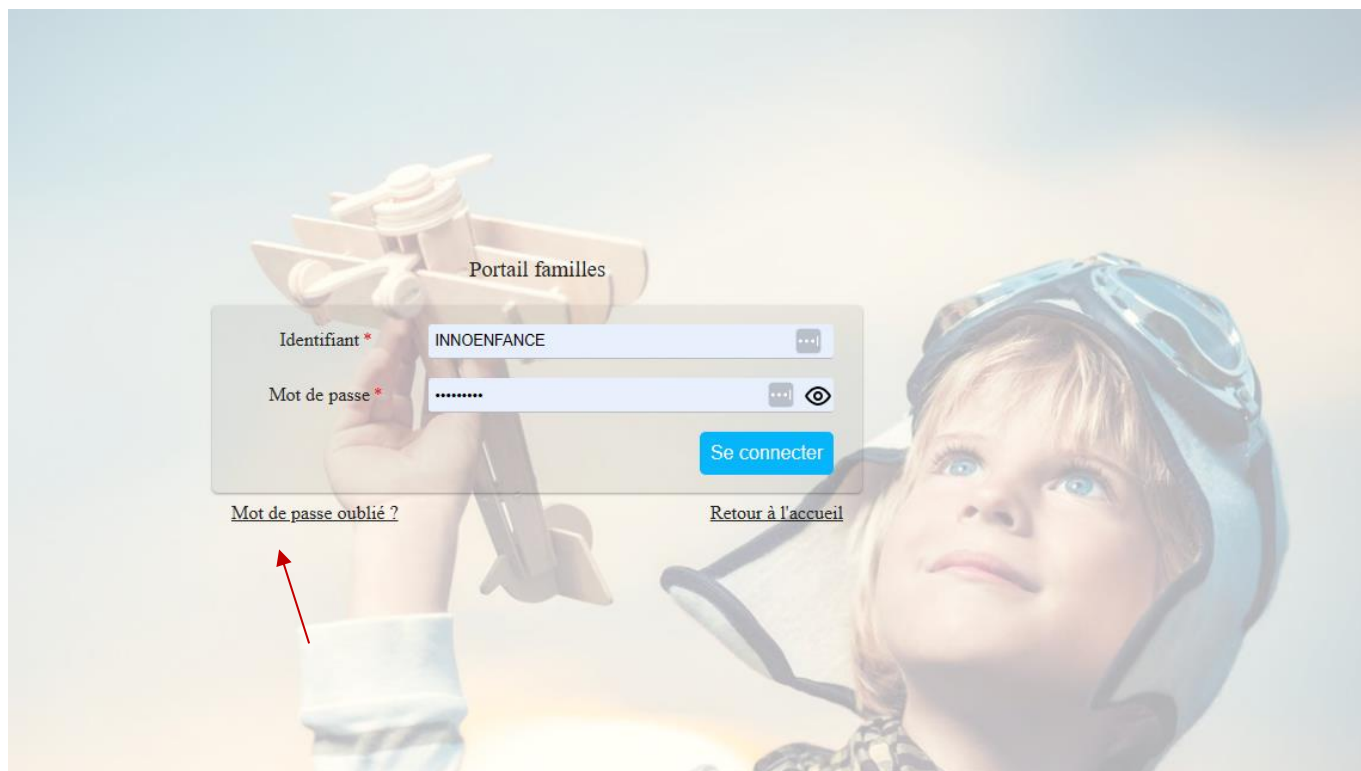 Portail familles
Identifiant * INNOENFANCE
Mot de passe * •••••••••
Se connecter
Mot de passe oublié ? Retour à l'accueil